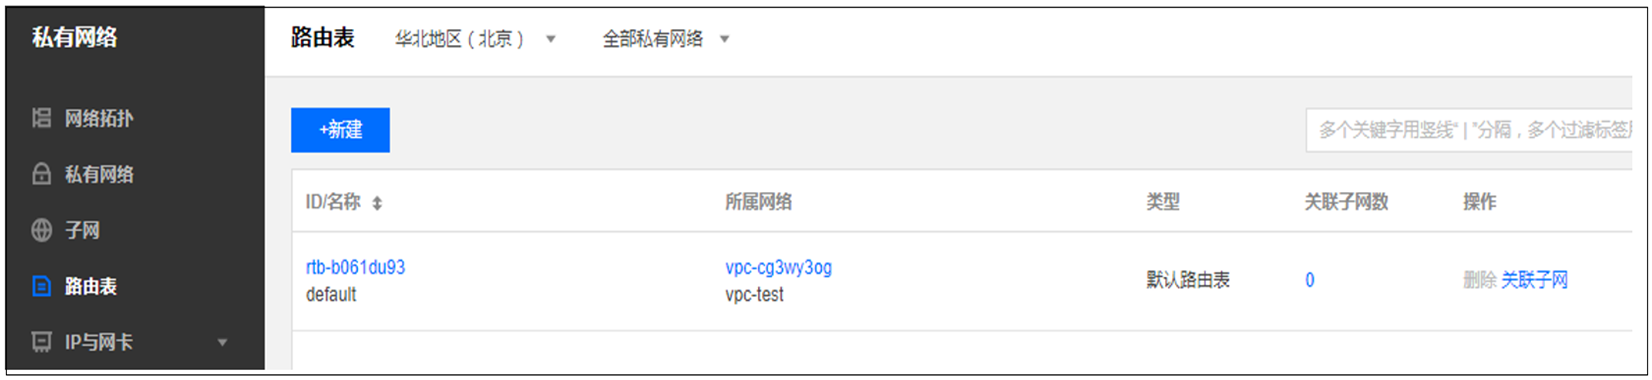 私有网络
路由表 华北地区（北京） 全部私有网络
网络拓扑
私有网络
子网
路由表
IP与网卡
+新建
多个关键字用竖线“|”分隔，多个过滤标签
ID/名称 所属网络 类型 关联子网数 操作
rtb-b061du93 vpc-cg3wy3og
default vpc-test 默认路由表 0 删除 关联子网